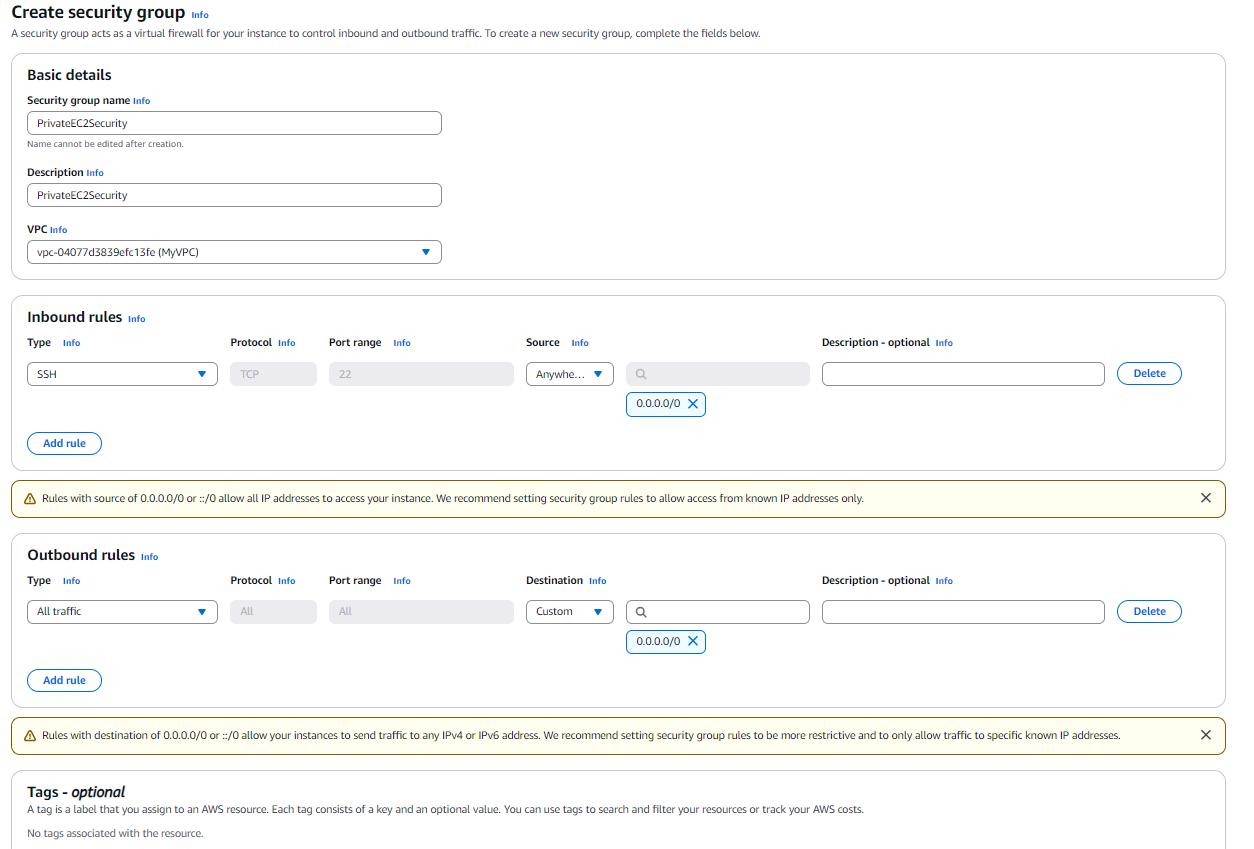 Create security group Info
A security group acts as a virtual firewall for your instance to control inbound and outbound traffic. To create a new security group, complete the fields below.
Basic details
Security group name Info
PrivateEC2Security
Name cannot be edited after creation.
Description Info
PrivateEC2Security
VPC Info
vpc-04077d3839efc13fe (MyVPC)
Inbound rules Info
Type Info Protocol Info Port range Info Source Info Description - optional Info
SSH TCP 22 Anywhe... Delete
0.0.0.0/0
Add rule
Rules with source of 0.0.0.0/0 or ::/0 allow all IP addresses to access your instance. We recommend setting security group rules to allow access from known IP addresses only.
Outbound rules Info
Type Info Protocol Info Port range Info Destination Info Description - optional Info
All traffic All All Custom Delete
0.0.0.0/0
Add rule
Rules with destination of 0.0.0.0/0 or ::/0 allow your instances to send traffic to any IPv4 or IPv6 address. We recommend setting security group rules to be more restrictive and to only allow traffic to specific known IP addresses.
Tags - optional
A tag is a label that you assign to an AWS resource. Each tag consists of a key and an optional value. You can use tags to search and filter your resources or track your AWS costs.
No tags associated with the resource.